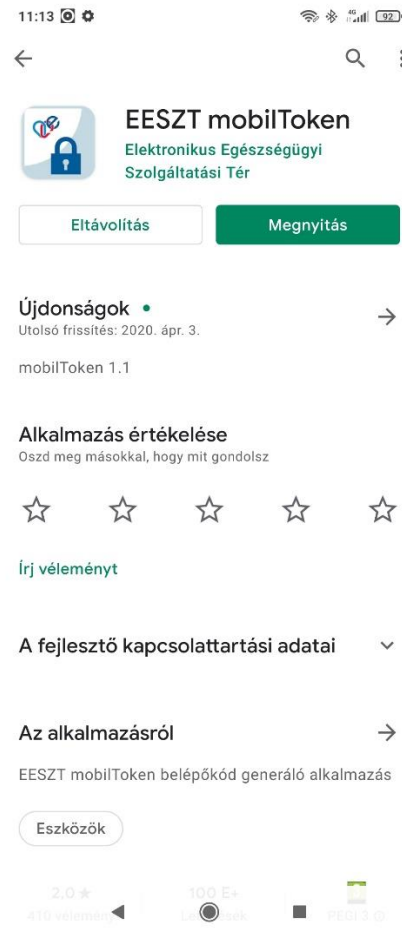 11:13
4G
92
EESZT mobilToken
Elektronikus Egészségügyi
Szolgáltatási Tér
Eltávolítás
Megnyitás
Újdonságok
Utolsó frissítés: 2020. ápr. 3.
mobilToken 1.1
Alkalmazás értékelése
Oszd meg másokkal, hogy mit gondolsz
Írj véleményt
A fejlesztő kapcsolattartási adatai
Az alkalmazásról
EESZT mobilToken belépőkód generáló alkalmazás
Eszközök
2,0 ★
100 E+
PEGI 3